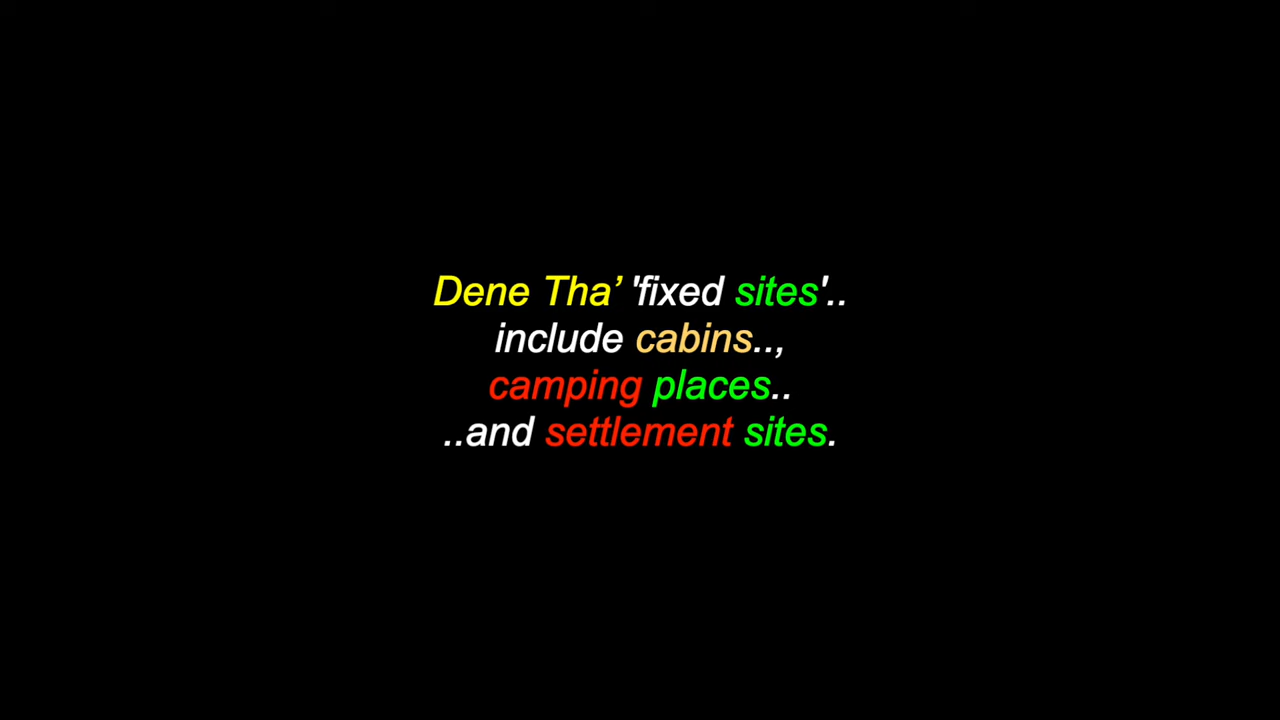 Dene Tha’ 'fixed sites'..
include cabins..,
camping places..
..and settlement sites.